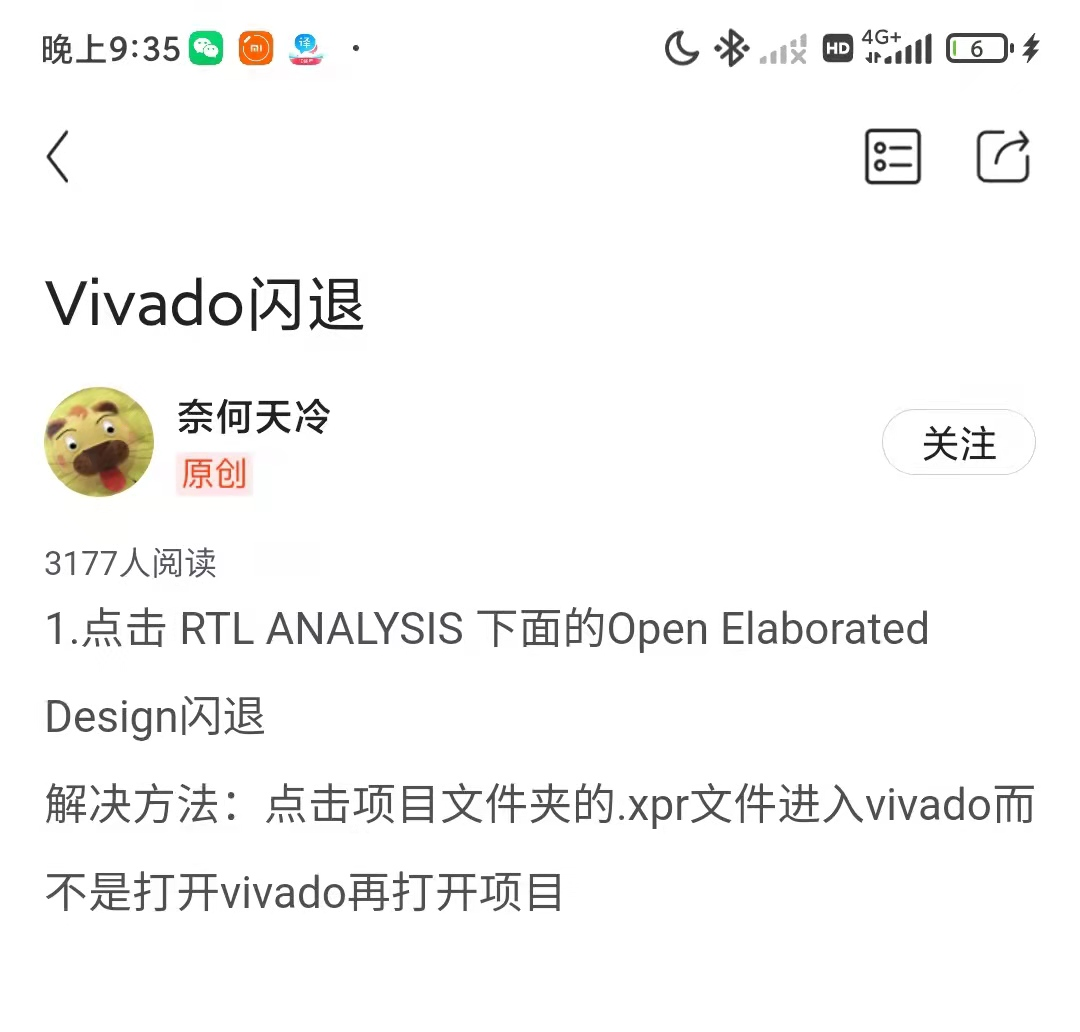 晚上9:35
译
HD
4G+
6
Vivado闪退
奈何天冷
原创
关注
3177人阅读
1.点击 RTL ANALYSIS 下面的Open Elaborated
Design闪退
解决方法：点击项目文件夹的.xpr文件进入vivado而
不是打开vivado再打开项目